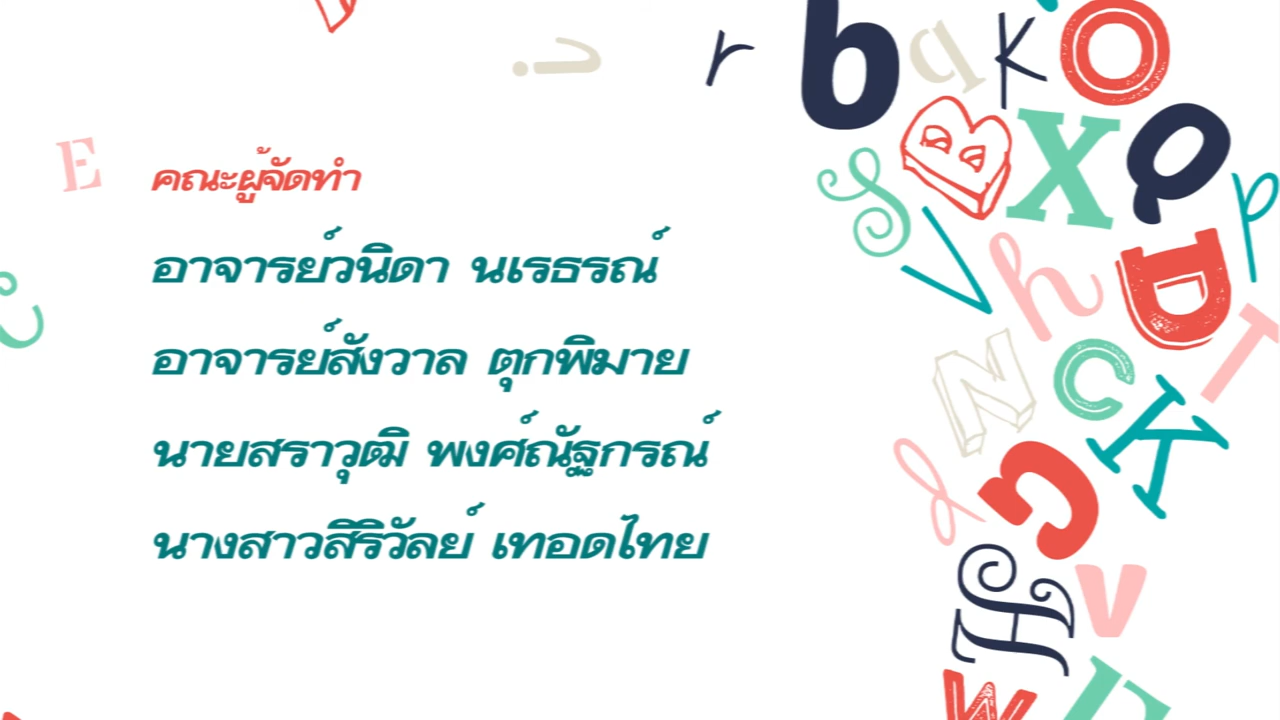 คณะผู้จัดทำ
อาจารย์วนิดา นเรธรณ์
อาจารย์สังวาล ตุกพิมาย
นายสราวุฒิ พงศ์ณัฐกรณ์
นางสาวสิริวัลย์ เทอดไทย